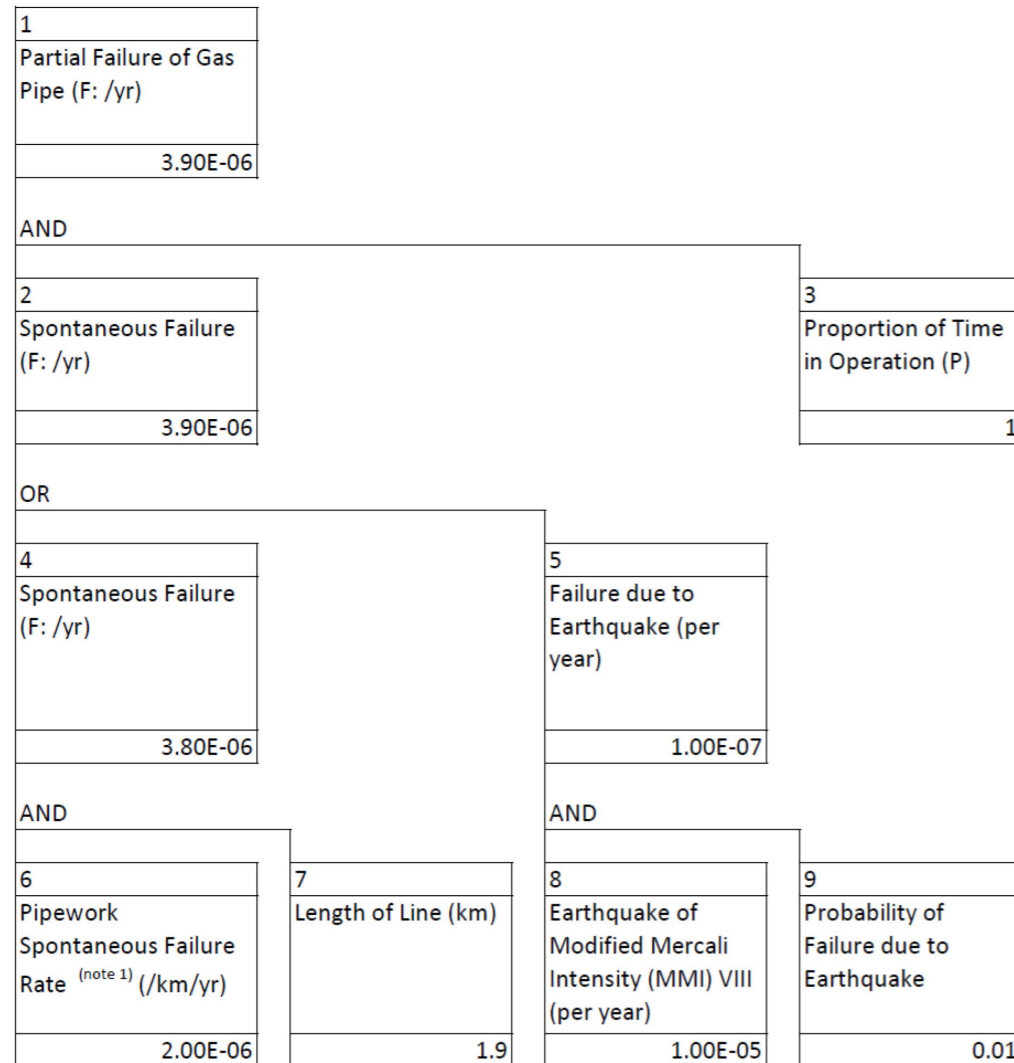 1
Partial Failure of Gas
Pipe (F: /yr)
3.90E-06
AND
2
Spontaneous Failure
(F: /yr)
3.90E-06
3
Proportion of Time
in Operation (P)
1
OR
4
Spontaneous Failure
(F: /yr)
3.80E-06
5
Failure due to
Earthquake (per
year)
1.00E-07
AND
AND
6
Pipework
Spontaneous Failure
Rate (note 1) (/km/yr)
2.00E-06
7
Length of Line (km)
1.9
8
Earthquake of
Modified Mercali
Intensity (MMI) VIII
(per year)
1.00E-05
9
Probability of
Failure due to
Earthquake
0.01